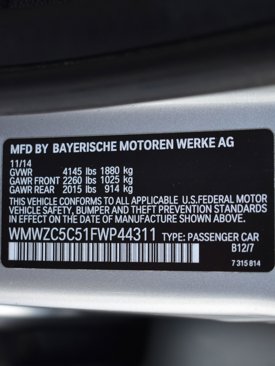 MFD BY BAYERISCHE MOTOREN WERKE AG
11/14
GVWR 4145 lbs 1880 kg
GAWR FRONT 2260 lbs 1025 kg
GAWR REAR 2015 lbs 914 kg
THIS VEHICLE CONFORMS TO ALL APPLICABLE
U.S.FEDERAL MOTOR VEHICLE SAFETY, BUMPER,
AND THEFT PREVENTION STANDARDS IN EFFECT ON THE
DATE OF MANUFACTURE SHOWN ABOVE.
WMWZC5C51FWP44311 TYPE: PASSENGER CAR
B12/7
7 315 814